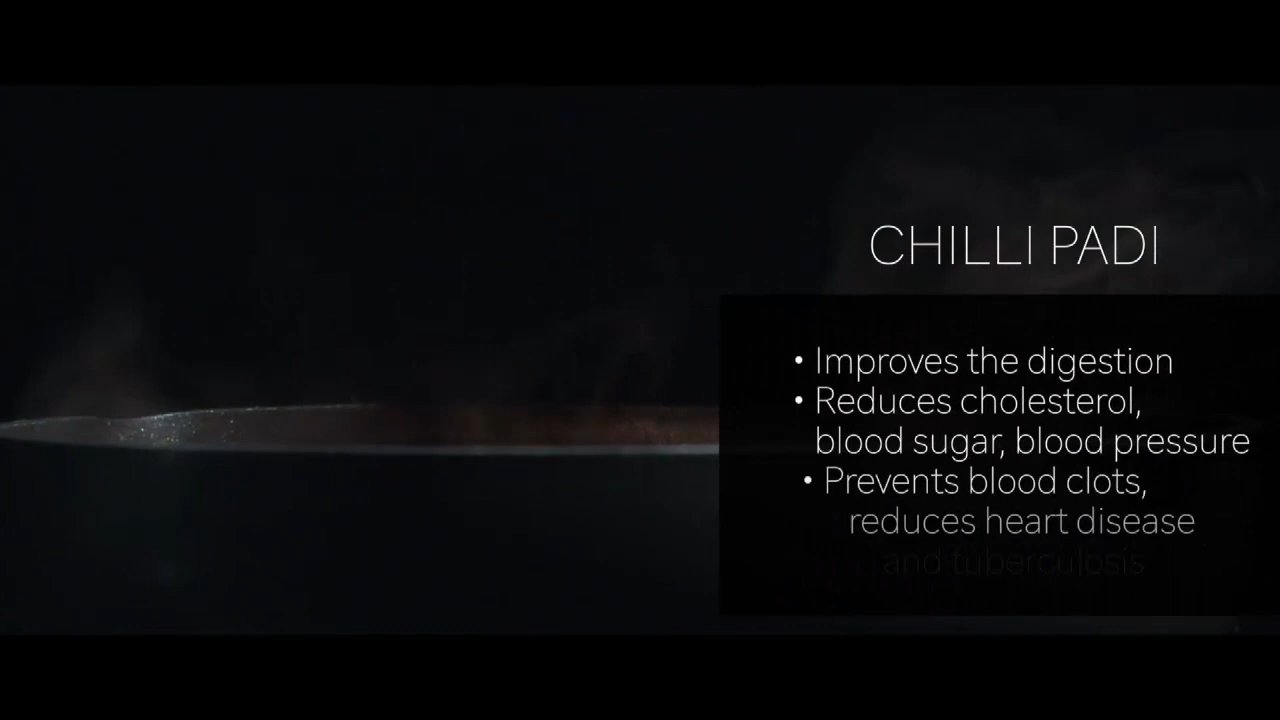 CHILLI PADI
• Improves the digestion
• Reduces cholesterol,
blood sugar, blood pressure
• Prevents blood clots,
reduces heart disease
and tuberculosis